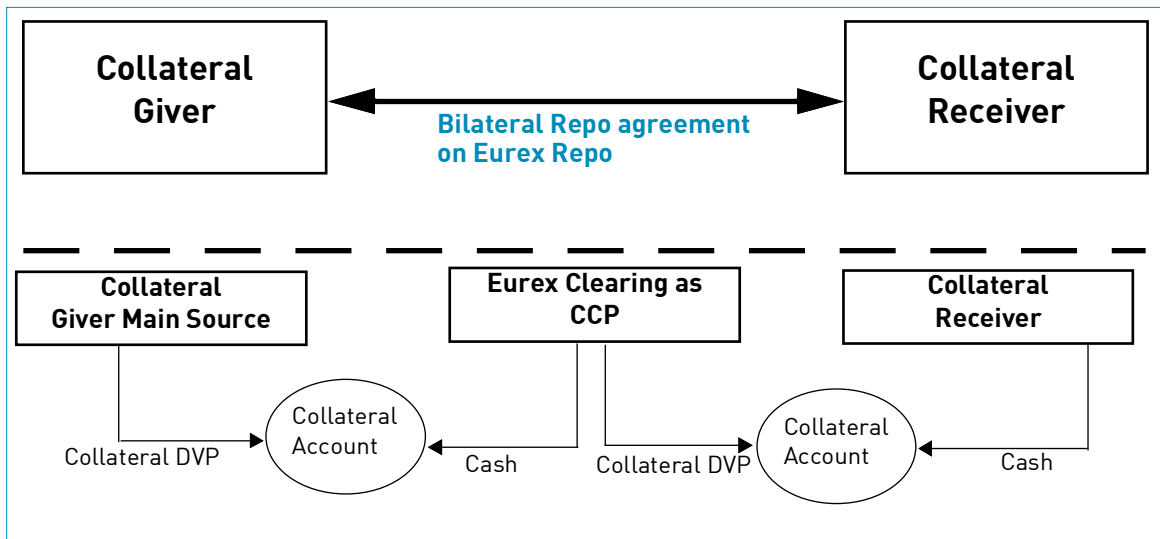 Collateral
Giver
Collateral
Receiver
Bilateral Repo agreement
on Eurex Repo
Collateral
Giver Main Source
Eurex Clearing as
CCP
Collateral
Receiver
Collateral
Account
Collateral
Account
Collateral DVP
Cash
Collateral DVP
Cash